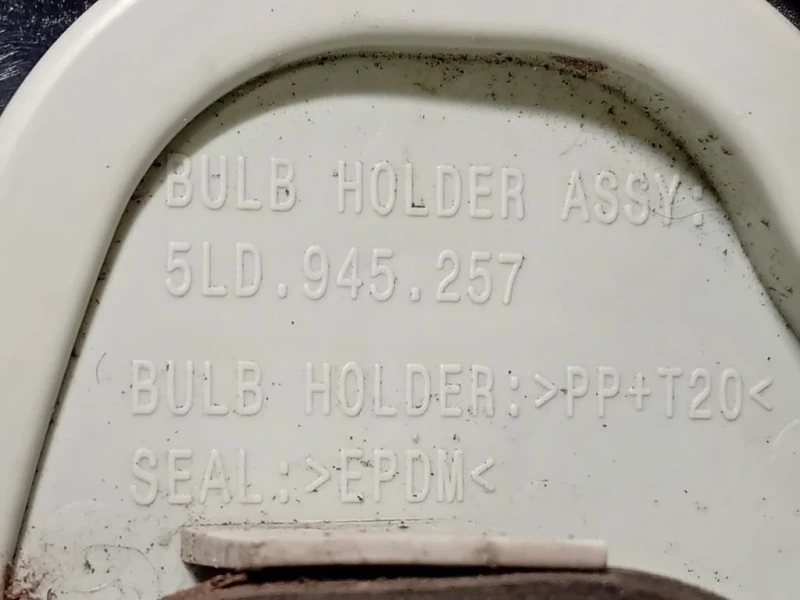 BULB HOLDER ASSY:
5LD.945.257
BULB HOLDER:>PP+T20<
SEAL:>EPDM<